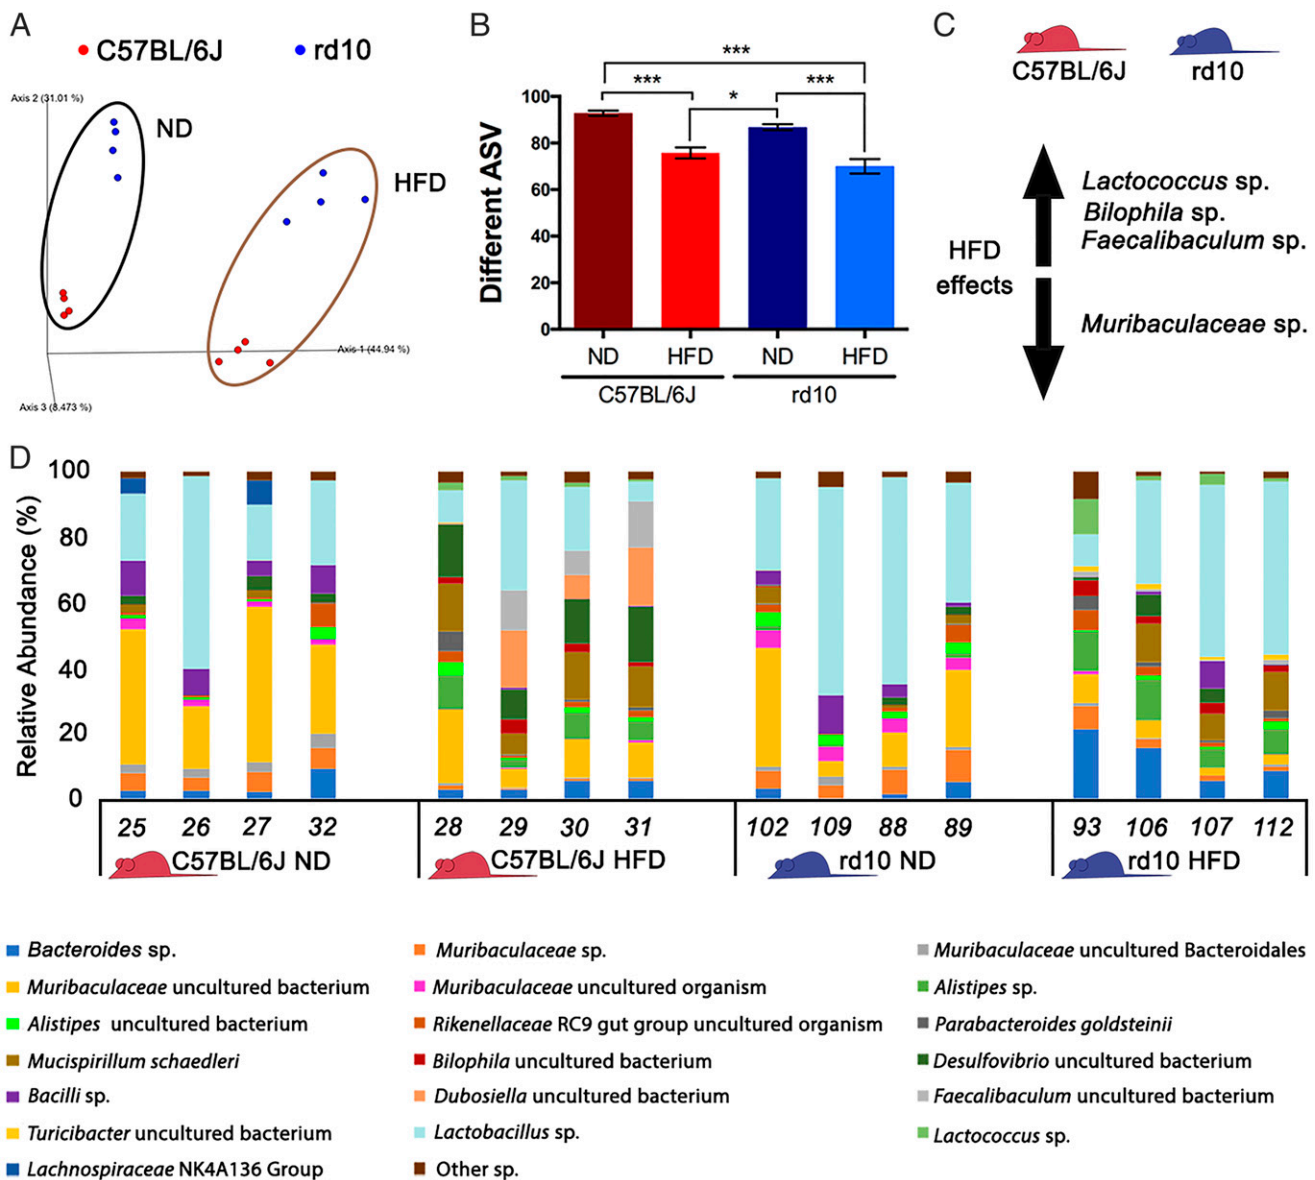 A
C57BL/6J
rd10
Axis 2 (31.01 %)
ND
HFD
Axis 1 (44.94 %)
Axis 3 (8.473 %)
B
***
***
***
*
Different ASV
100
80
60
40
20
0
ND
HFD
ND
HFD
C57BL/6J
rd10
C
C57BL/6J
rd10
HFD
effects
Lactococcus sp.
Bilophila sp.
Faecalibaculum sp.
Muribaculaceae sp.
D
Relative Abundance (%)
100
80
60
40
20
0
25 26 27 32
C57BL/6J ND
28 29 30 31
C57BL/6J HFD
102 109 88 89
rd10 ND
93 106 107 112
rd10 HFD
Bacteroides sp.
Muribaculaceae sp.
Muribaculaceae uncultured Bacteroidales
Muribaculaceae uncultured bacterium
Muribaculaceae uncultured organism
Alistipes sp.
Alistipes uncultured bacterium
Rikenellaceae RC9 gut group uncultured organism
Parabacteroides goldsteinii
Mucispirillum schaedleri
Bilophila uncultured bacterium
Desulfovibrio uncultured bacterium
Bacilli sp.
Dubosiella uncultured bacterium
Faecalibaculum uncultured bacterium
Turicibacter uncultured bacterium
Lactobacillus sp.
Lactococcus sp.
Lachnospiraceae NK4A136 Group
Other sp.